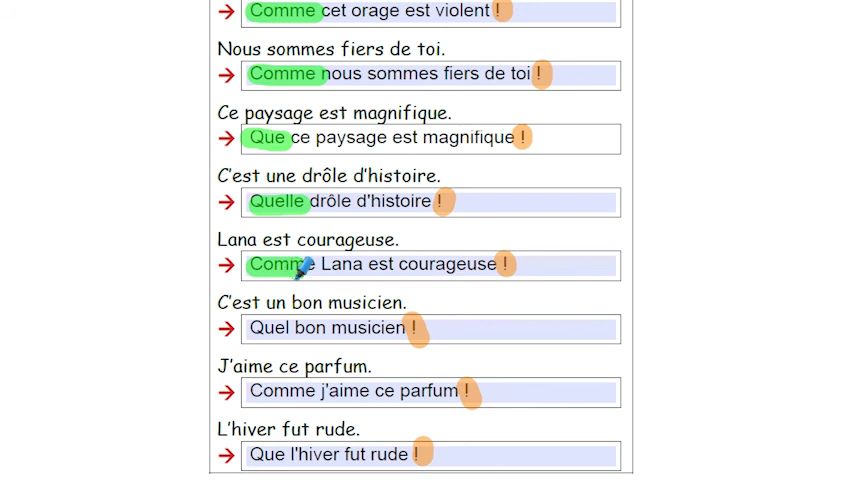 Comme cet orage est violent !
Nous sommes fiers de toi.
→ Comme nous sommes fiers de toi !
Ce paysage est magnifique.
→ Que ce paysage est magnifique !
C'est une drôle d'histoire.
→ Quelle drôle d'histoire !
Lana est courageuse.
→ Comme Lana est courageuse !
C'est un bon musicien.
→ Quel bon musicien !
J'aime ce parfum.
→ Comme j'aime ce parfum !
L'hiver fut rude.
→ Que l'hiver fut rude !